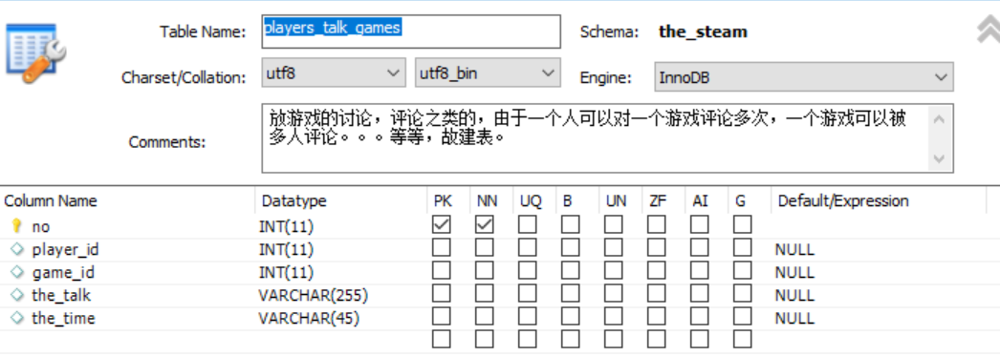 Table Name: players_talk_games Schema: the_steam
Charset/Collation: utf8 utf8_bin Engine: InnoDB
Comments: 放游戏的讨论，评论之类的，由于一个人可以对一个游戏评论多次，一个游戏可以被
多人评论。。。等等，故建表。
Column Name Datatype PK NN UQ B UN ZF AI G Default/Expression
no INT(11)
player_id INT(11) NULL
game_id INT(11) NULL
the_talk VARCHAR(255) NULL
the_time VARCHAR(45) NULL